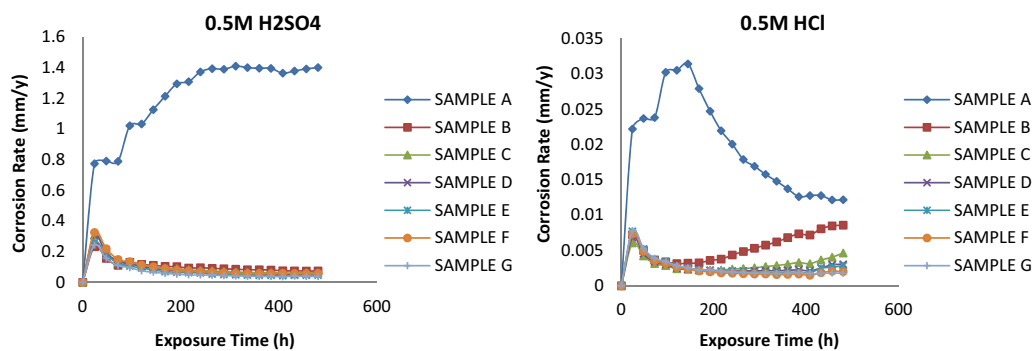 0.5M H2SO4
Corrosion Rate (mm/y)
1.6
1.4
1.2
1
0.8
0.6
0.4
0.2
0
0
200
400
600
Exposure Time (h)
SAMPLE A
SAMPLE B
SAMPLE C
SAMPLE D
SAMPLE E
SAMPLE F
SAMPLE G
0.5M HCl
Corrosion Rate (mm/y)
0.035
0.03
0.025
0.02
0.015
0.01
0.005
0
0
200
400
600
Exposure Time (h)
SAMPLE A
SAMPLE B
SAMPLE C
SAMPLE D
SAMPLE E
SAMPLE F
SAMPLE G